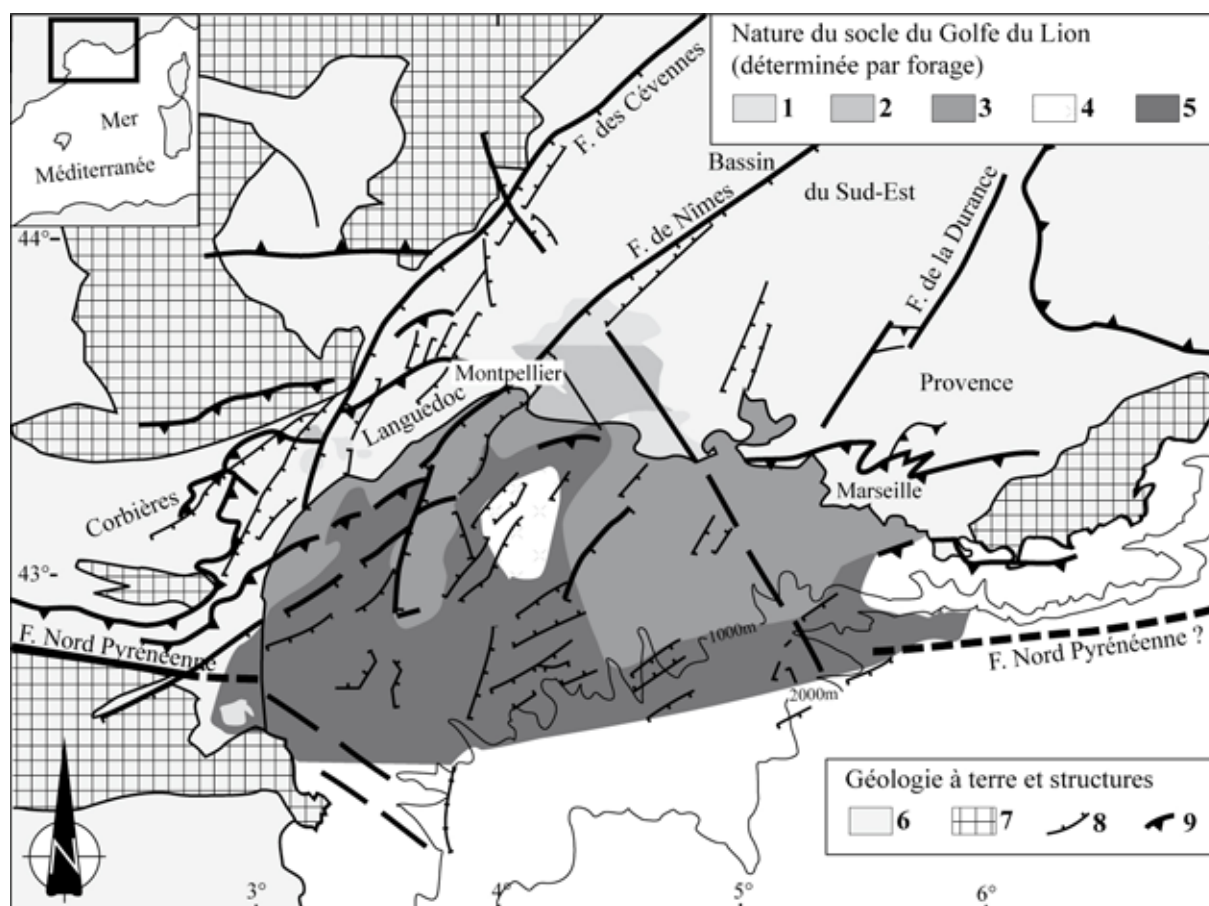 Mer
Méditerranée
Nature du socle du Golfe du Lion
(déterminée par forage)
1 2 3 4 5
F. des Cévennes
Bassin
du Sud-Est
F. de Nîmes
F. de la Durance
44°
Montpellier
Languedoc
Provence
Corbières
Marseille
43°
F. Nord Pyrénéenne
1000m
F. Nord Pyrénéenne ?
2000m
Géologie à terre et structures
6 7 8 9
N
3° 4° 5° 6°